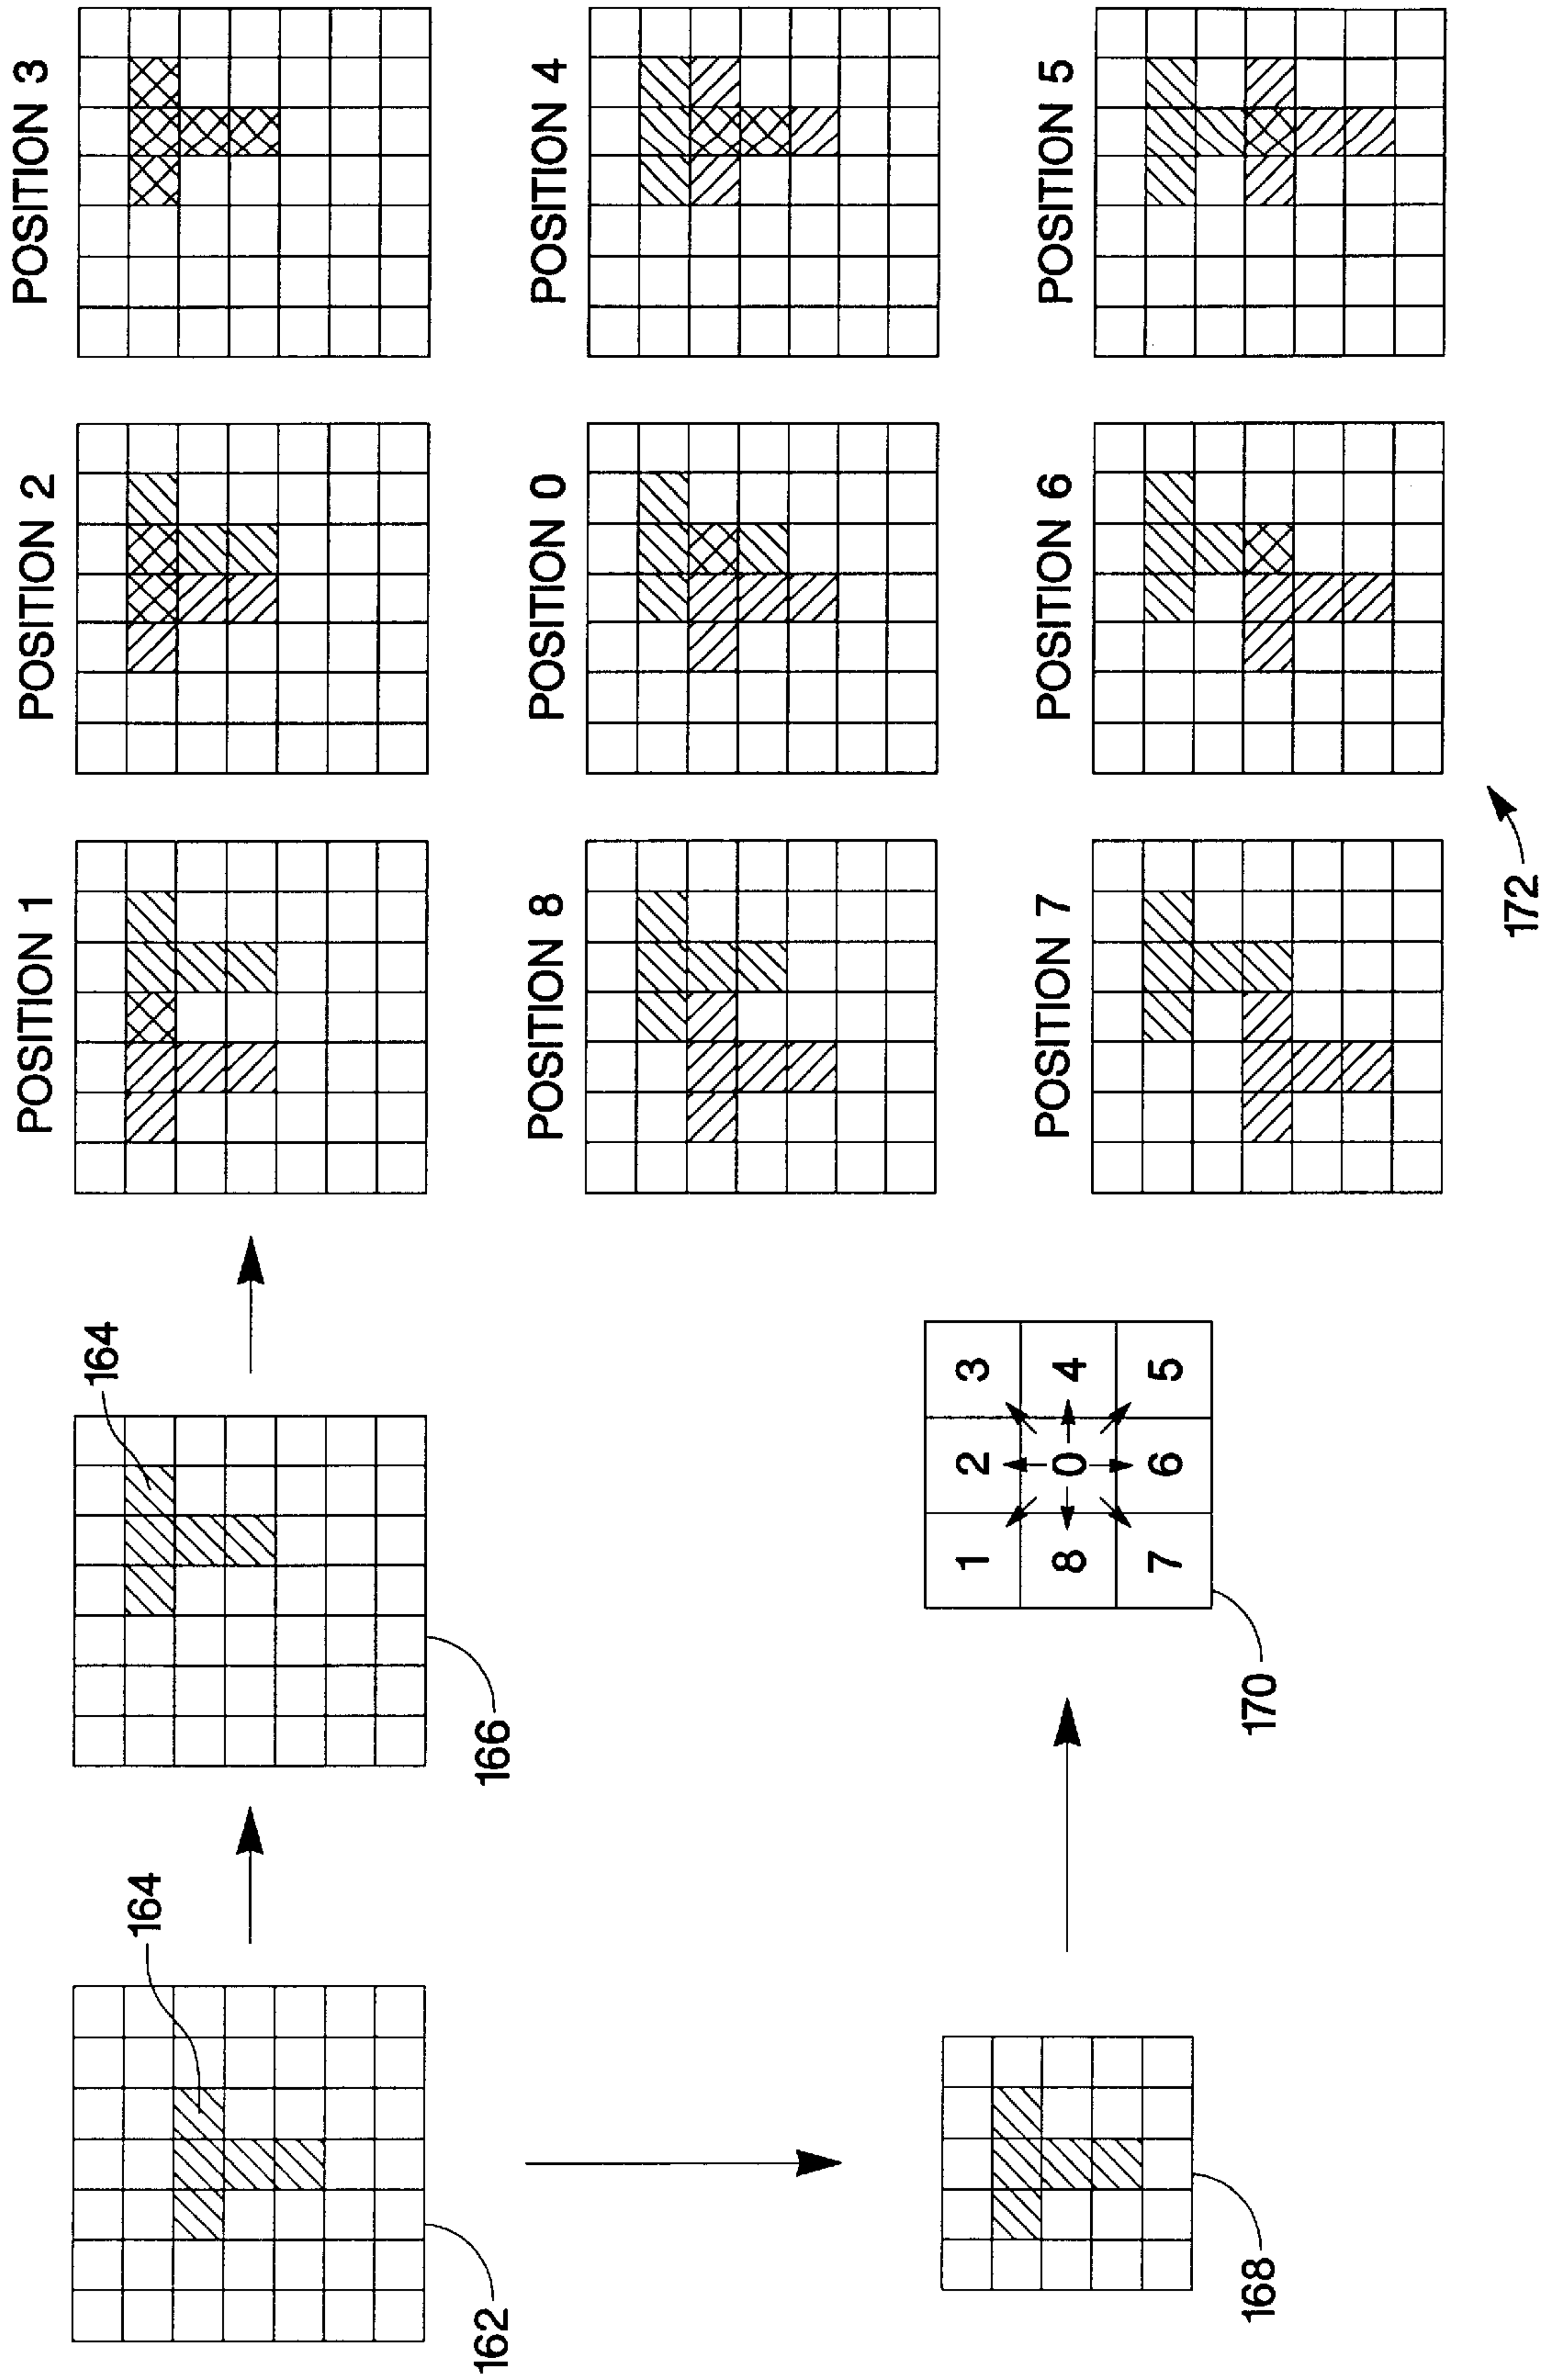 162
164
166
164
168
170
1 2 3
8 0 4
7 6 5
POSITION 1
POSITION 2
POSITION 3
POSITION 8
POSITION 0
POSITION 4
POSITION 7
POSITION 6
POSITION 5
172